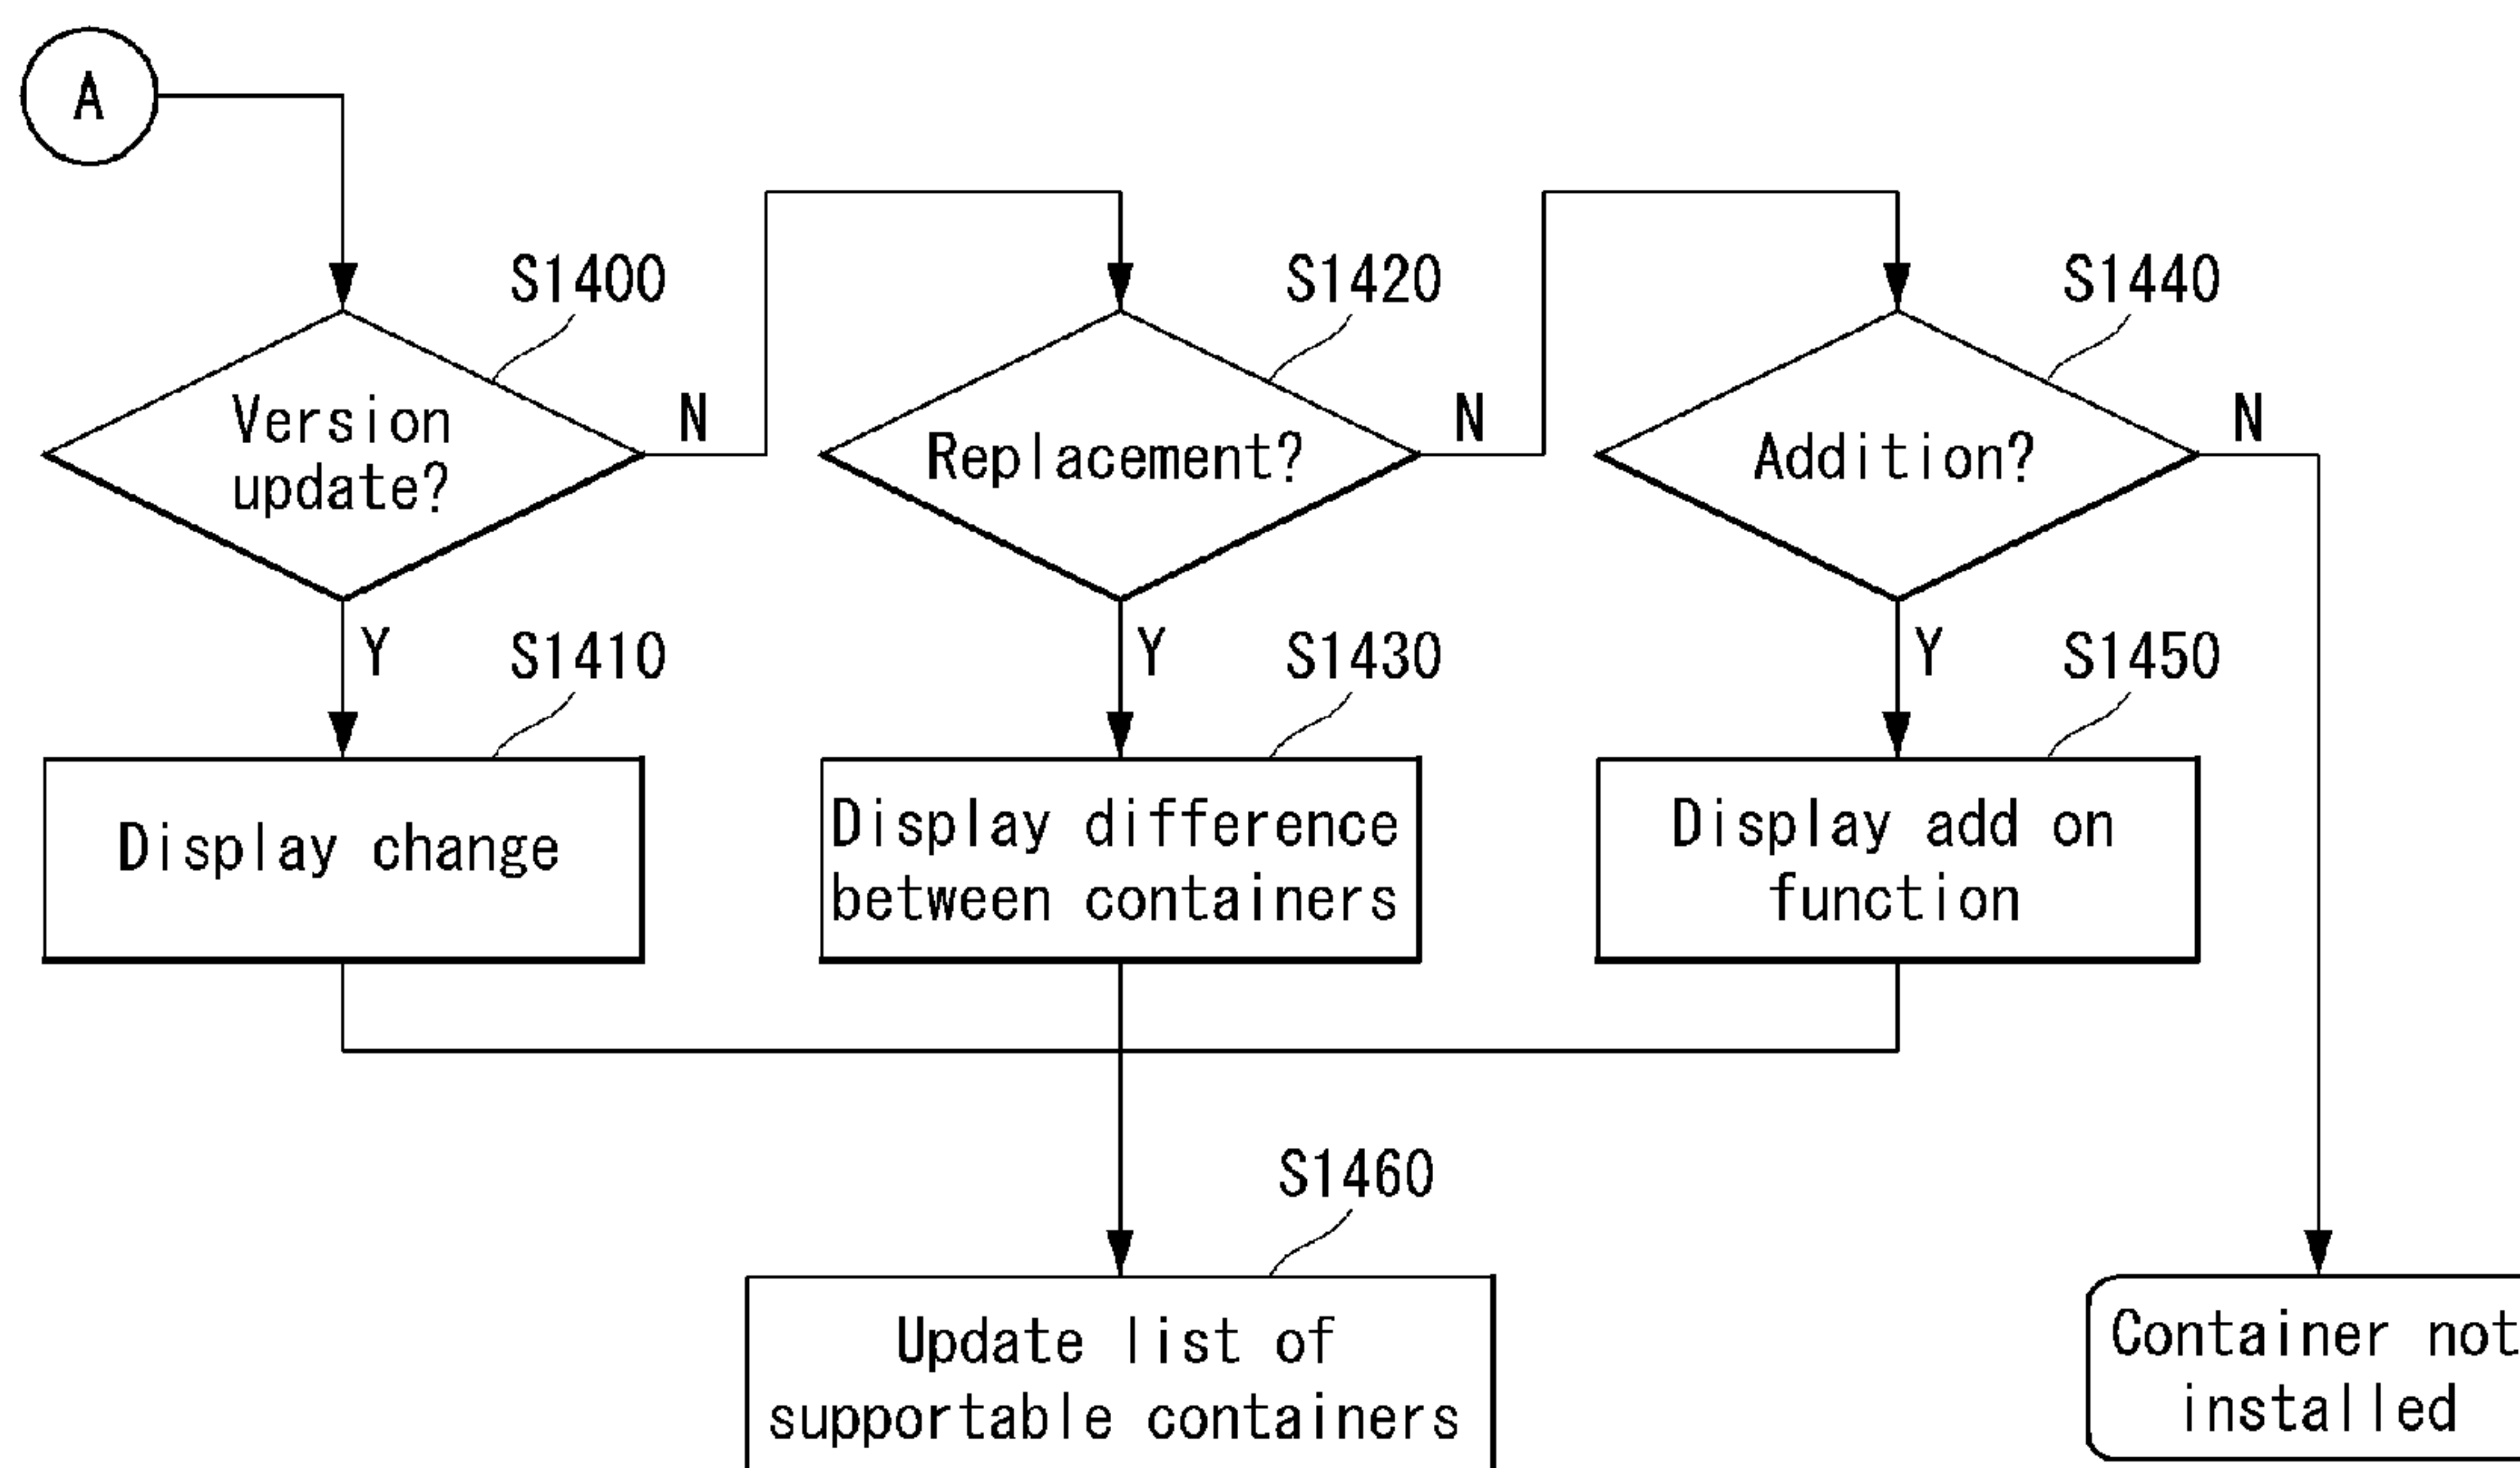 A
S1400
S1420
S1440
Version
update?
N
Replacement?
N
Addition?
N
Y
S1410
Y
S1430
Y
S1450
Display change
Display difference
between containers
Display add on
function
S1460
Update list of
supportable containers
Container not
installed